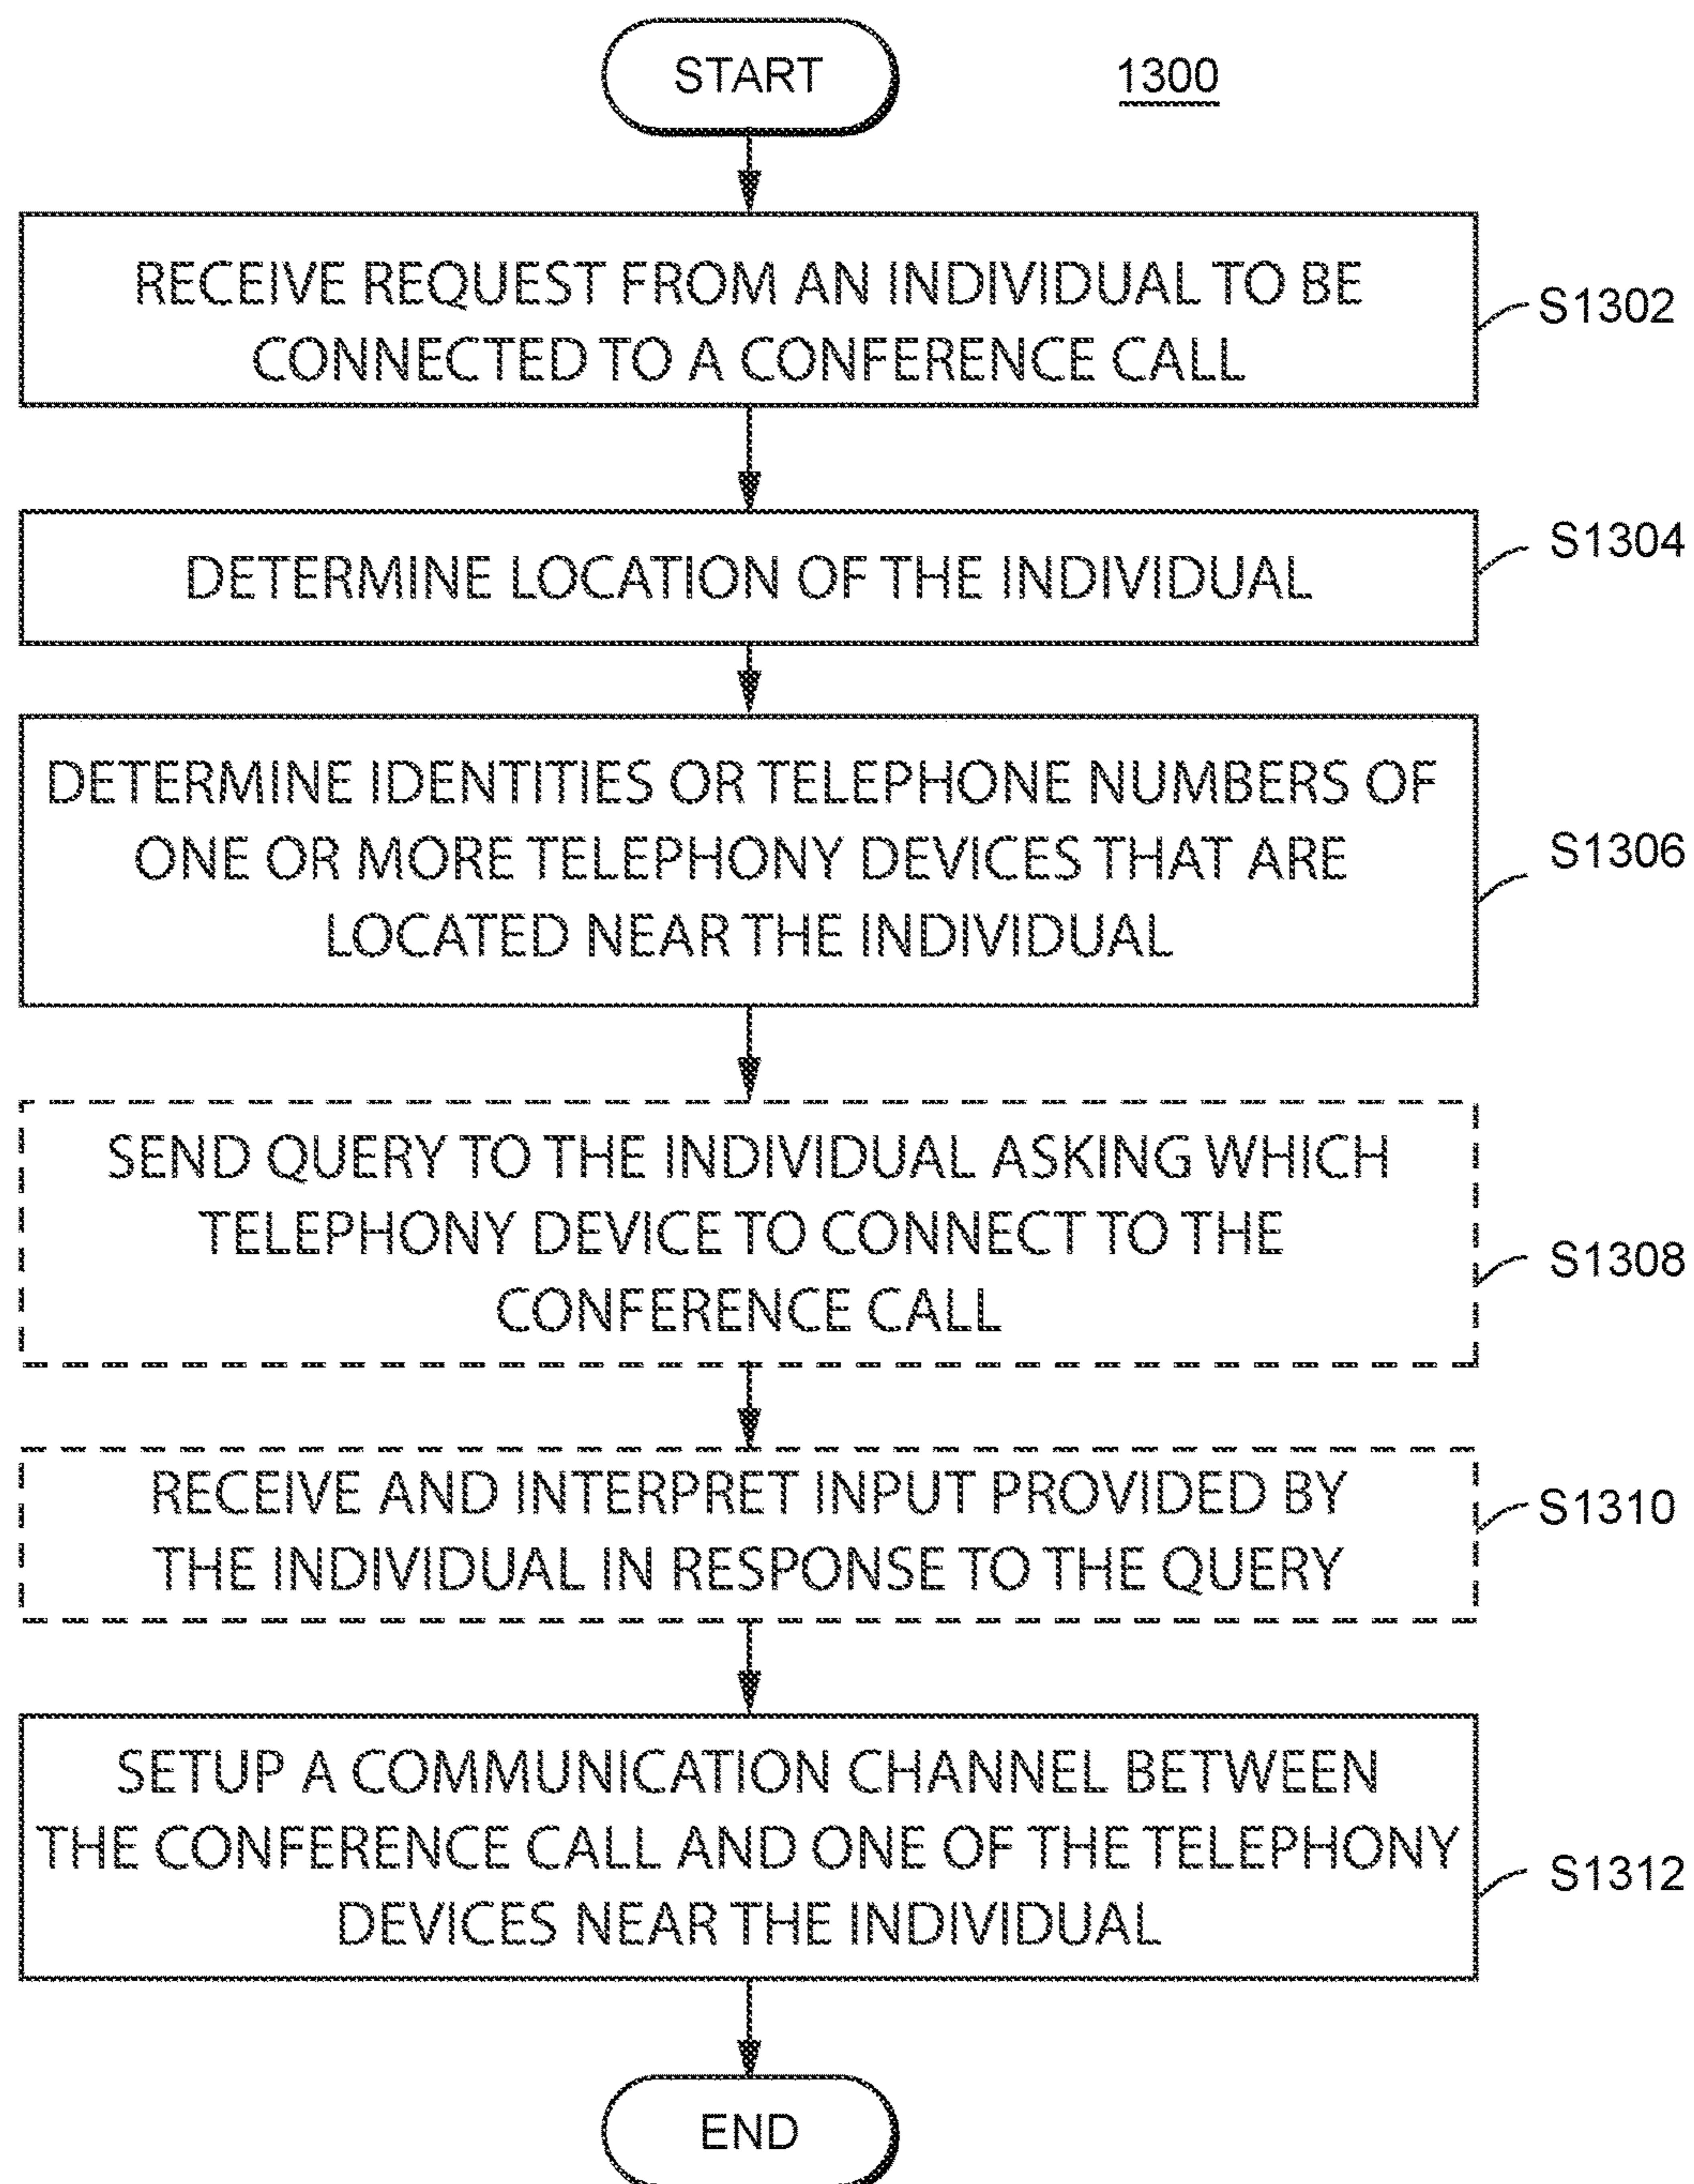 START
1300
RECEIVE REQUEST FROM AN INDIVIDUAL TO BE
CONNECTED TO A CONFERENCE CALL
S1302
DETERMINE LOCATION OF THE INDIVIDUAL
S1304
DETERMINE IDENTITIES OR TELEPHONE NUMBERS OF
ONE OR MORE TELEPHONY DEVICES THAT ARE
LOCATED NEAR THE INDIVIDUAL
S1306
SEND QUERY TO THE INDIVIDUAL ASKING WHICH
TELEPHONY DEVICE TO CONNECT TO THE
CONFERENCE CALL
S1308
RECEIVE AND INTERPRET INPUT PROVIDED BY
THE INDIVIDUAL IN RESPONSE TO THE QUERY
S1310
SETUP A COMMUNICATION CHANNEL BETWEEN
THE CONFERENCE CALL AND ONE OF THE TELEPHONY
DEVICES NEAR THE INDIVIDUAL
S1312
END